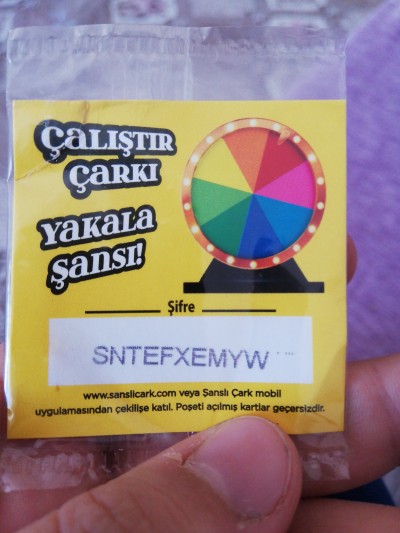 ÇALIŞTIR
ÇARKI
YAKALA
ŞANSI!
Şifre
SNTEFXEMYW
www.sanslicark.com veya Şanslı Çark mobil
uygulamasından çekilişe katıl. Poşeti açılmış kartlar geçersizdir.